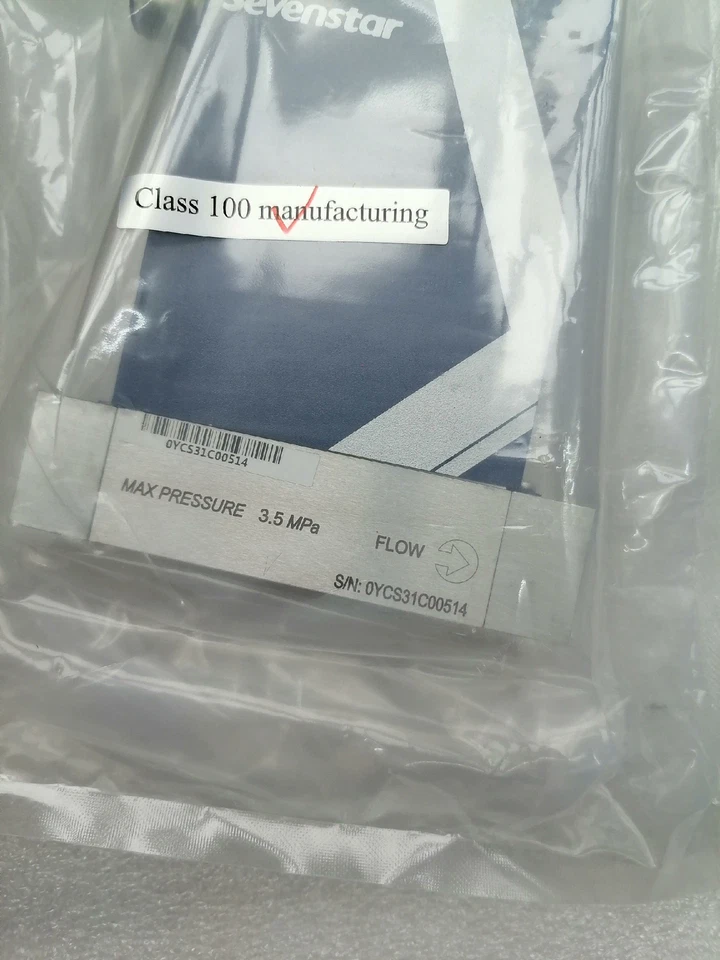 Sevenstar
Class 100 manufacturing
0YCS31C00514
MAX PRESSURE 3.5 MPa
FLOW
S/N: 0YCS31C00514